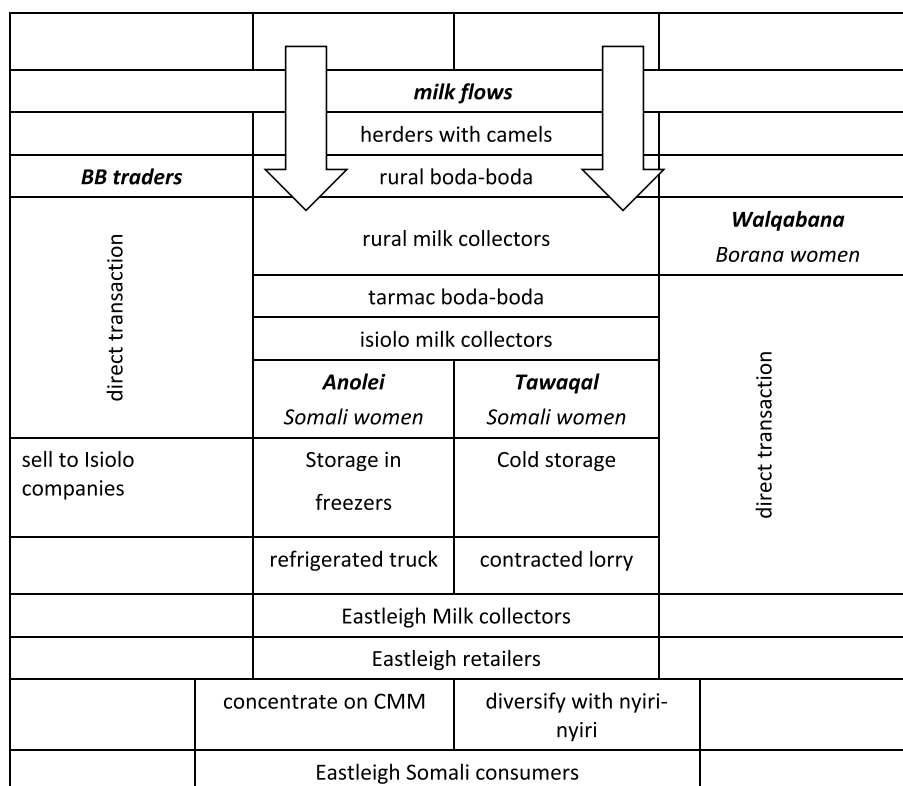 milk flows
herders with camels
BB traders
rural boda-boda
direct transaction
rural milk collectors
Walqabana
Borana women
tarmac boda-boda
isiolo milk collectors
direct transaction
Anolei
Somali women
Tawaqal
Somali women
sell to Isiolo
companies
Storage in
freezers
Cold storage
refrigerated truck
contracted lorry
Eastleigh Milk collectors
Eastleigh retailers
concentrate on CMM
diversify with nyiri-
nyiri
Eastleigh Somali consumers